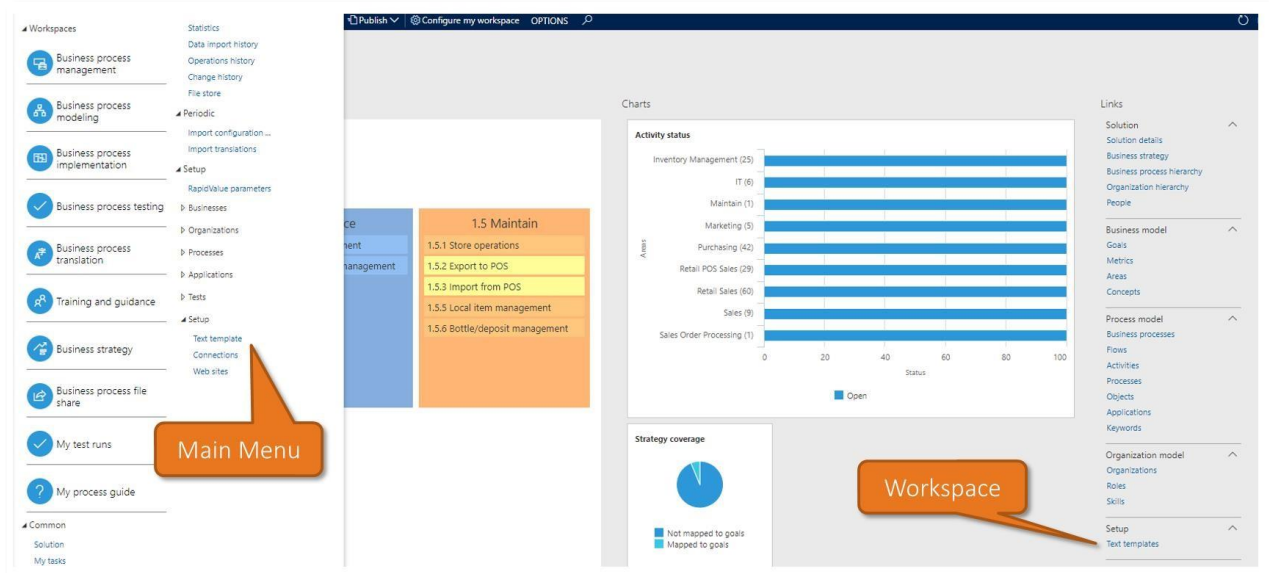 Publish
Configure my workspace
OPTIONS
Workspaces
Business process
management
Business process
modeling
Business process
implementation
Business process testing
Business process
translation
Training and guidance
Business strategy
Business process file
share
My test runs
My process guide
Common
Solution
My tasks
Statistics
Data import history
Operations history
Change history
File store
Periodic
Import configuration ...
Import translations
Setup
RapidValue parameters
Businesses
Organizations
Processes
Applications
Tests
Setup
Text template
Connections
Web sites
Main Menu
ce
ment
management
1.5 Maintain
1.5.1 Store operations
1.5.2 Export to POS
1.5.3 Import from POS
1.5.5 Local item management
1.5.6 Bottle/deposit management
Charts
Activity status
Areas
Inventory Management (25)
IT (6)
Maintain (1)
Marketing (5)
Purchasing (42)
Retail POS Sales (29)
Retail Sales (60)
Sales (9)
Sales Order Processing (1)
0 20 40 60 80 100
Status
Open
Strategy coverage
Not mapped to goals
Mapped to goals
Workspace
Links
Solution
Solution details
Business strategy
Business process hierarchy
Organization hierarchy
People
Business model
Goals
Metrics
Areas
Concepts
Process model
Business processes
Flows
Activities
Processes
Objects
Applications
Keywords
Organization model
Organizations
Roles
Skills
Setup
Text templates